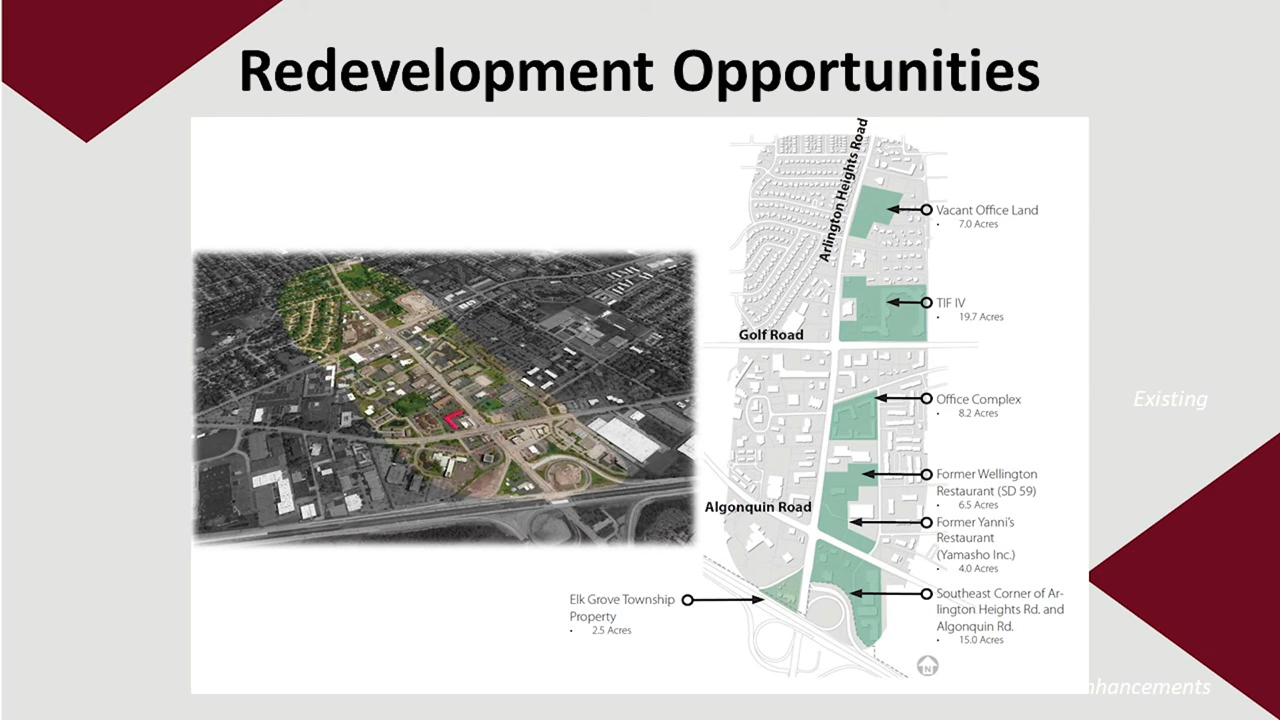 Redevelopment Opportunities
Arlington Heights Road
Vacant Office Land
• 7.0 Acres
TIF IV
• 19.7 Acres
Golf Road
Office Complex
• 8.2 Acres
Existing
Former Wellington
Restaurant (SD 59)
• 6.5 Acres
Algonquin Road
Former Yanni's
Restaurant
(Yamasho Inc.)
• 4.0 Acres
Elk Grove Township
Property
• 2.5 Acres
Southeast Corner of Ar-
lington Heights Rd. and
Algonquin Rd.
• 15.0 Acres
N
nhancements